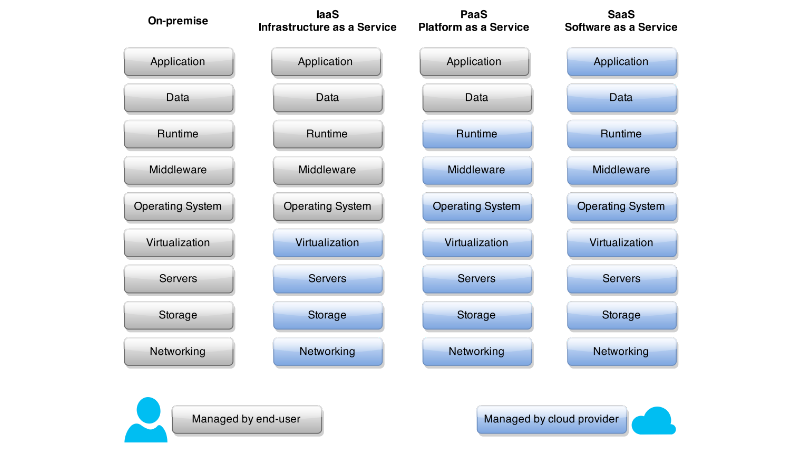 On-premise
IaaS
Infrastructure as a Service
PaaS
Platform as a Service
SaaS
Software as a Service
Application
Application
Application
Application
Data
Data
Data
Data
Runtime
Runtime
Runtime
Runtime
Middleware
Middleware
Middleware
Middleware
Operating System
Operating System
Operating System
Operating System
Virtualization
Virtualization
Virtualization
Virtualization
Servers
Servers
Servers
Servers
Storage
Storage
Storage
Storage
Networking
Networking
Networking
Networking
Managed by end-user
Managed by cloud provider